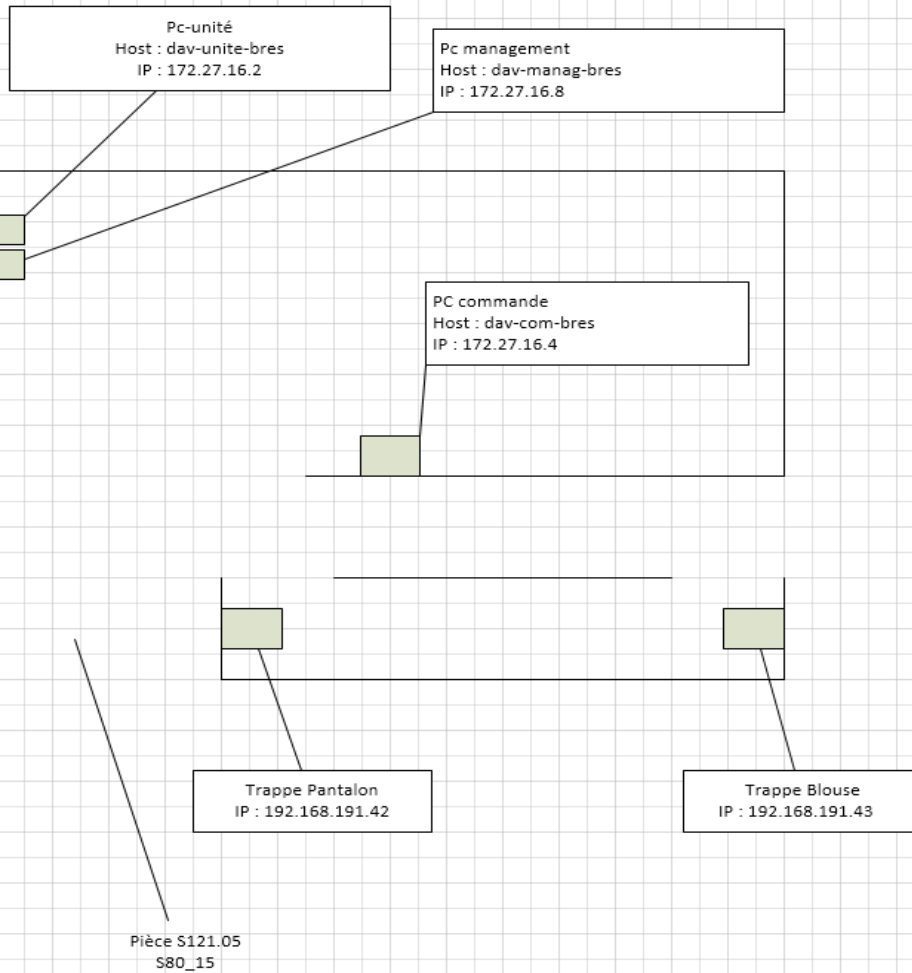 Pc-unité
Host : dav-unite-bres
IP : 172.27.16.2
Pc management
Host : dav-manag-bres
IP : 172.27.16.8
PC commande
Host : dav-com-bres
IP : 172.27.16.4
Trappe Pantalon
IP : 192.168.191.42
Trappe Blouse
IP : 192.168.191.43
Pièce S121.05
S80_15